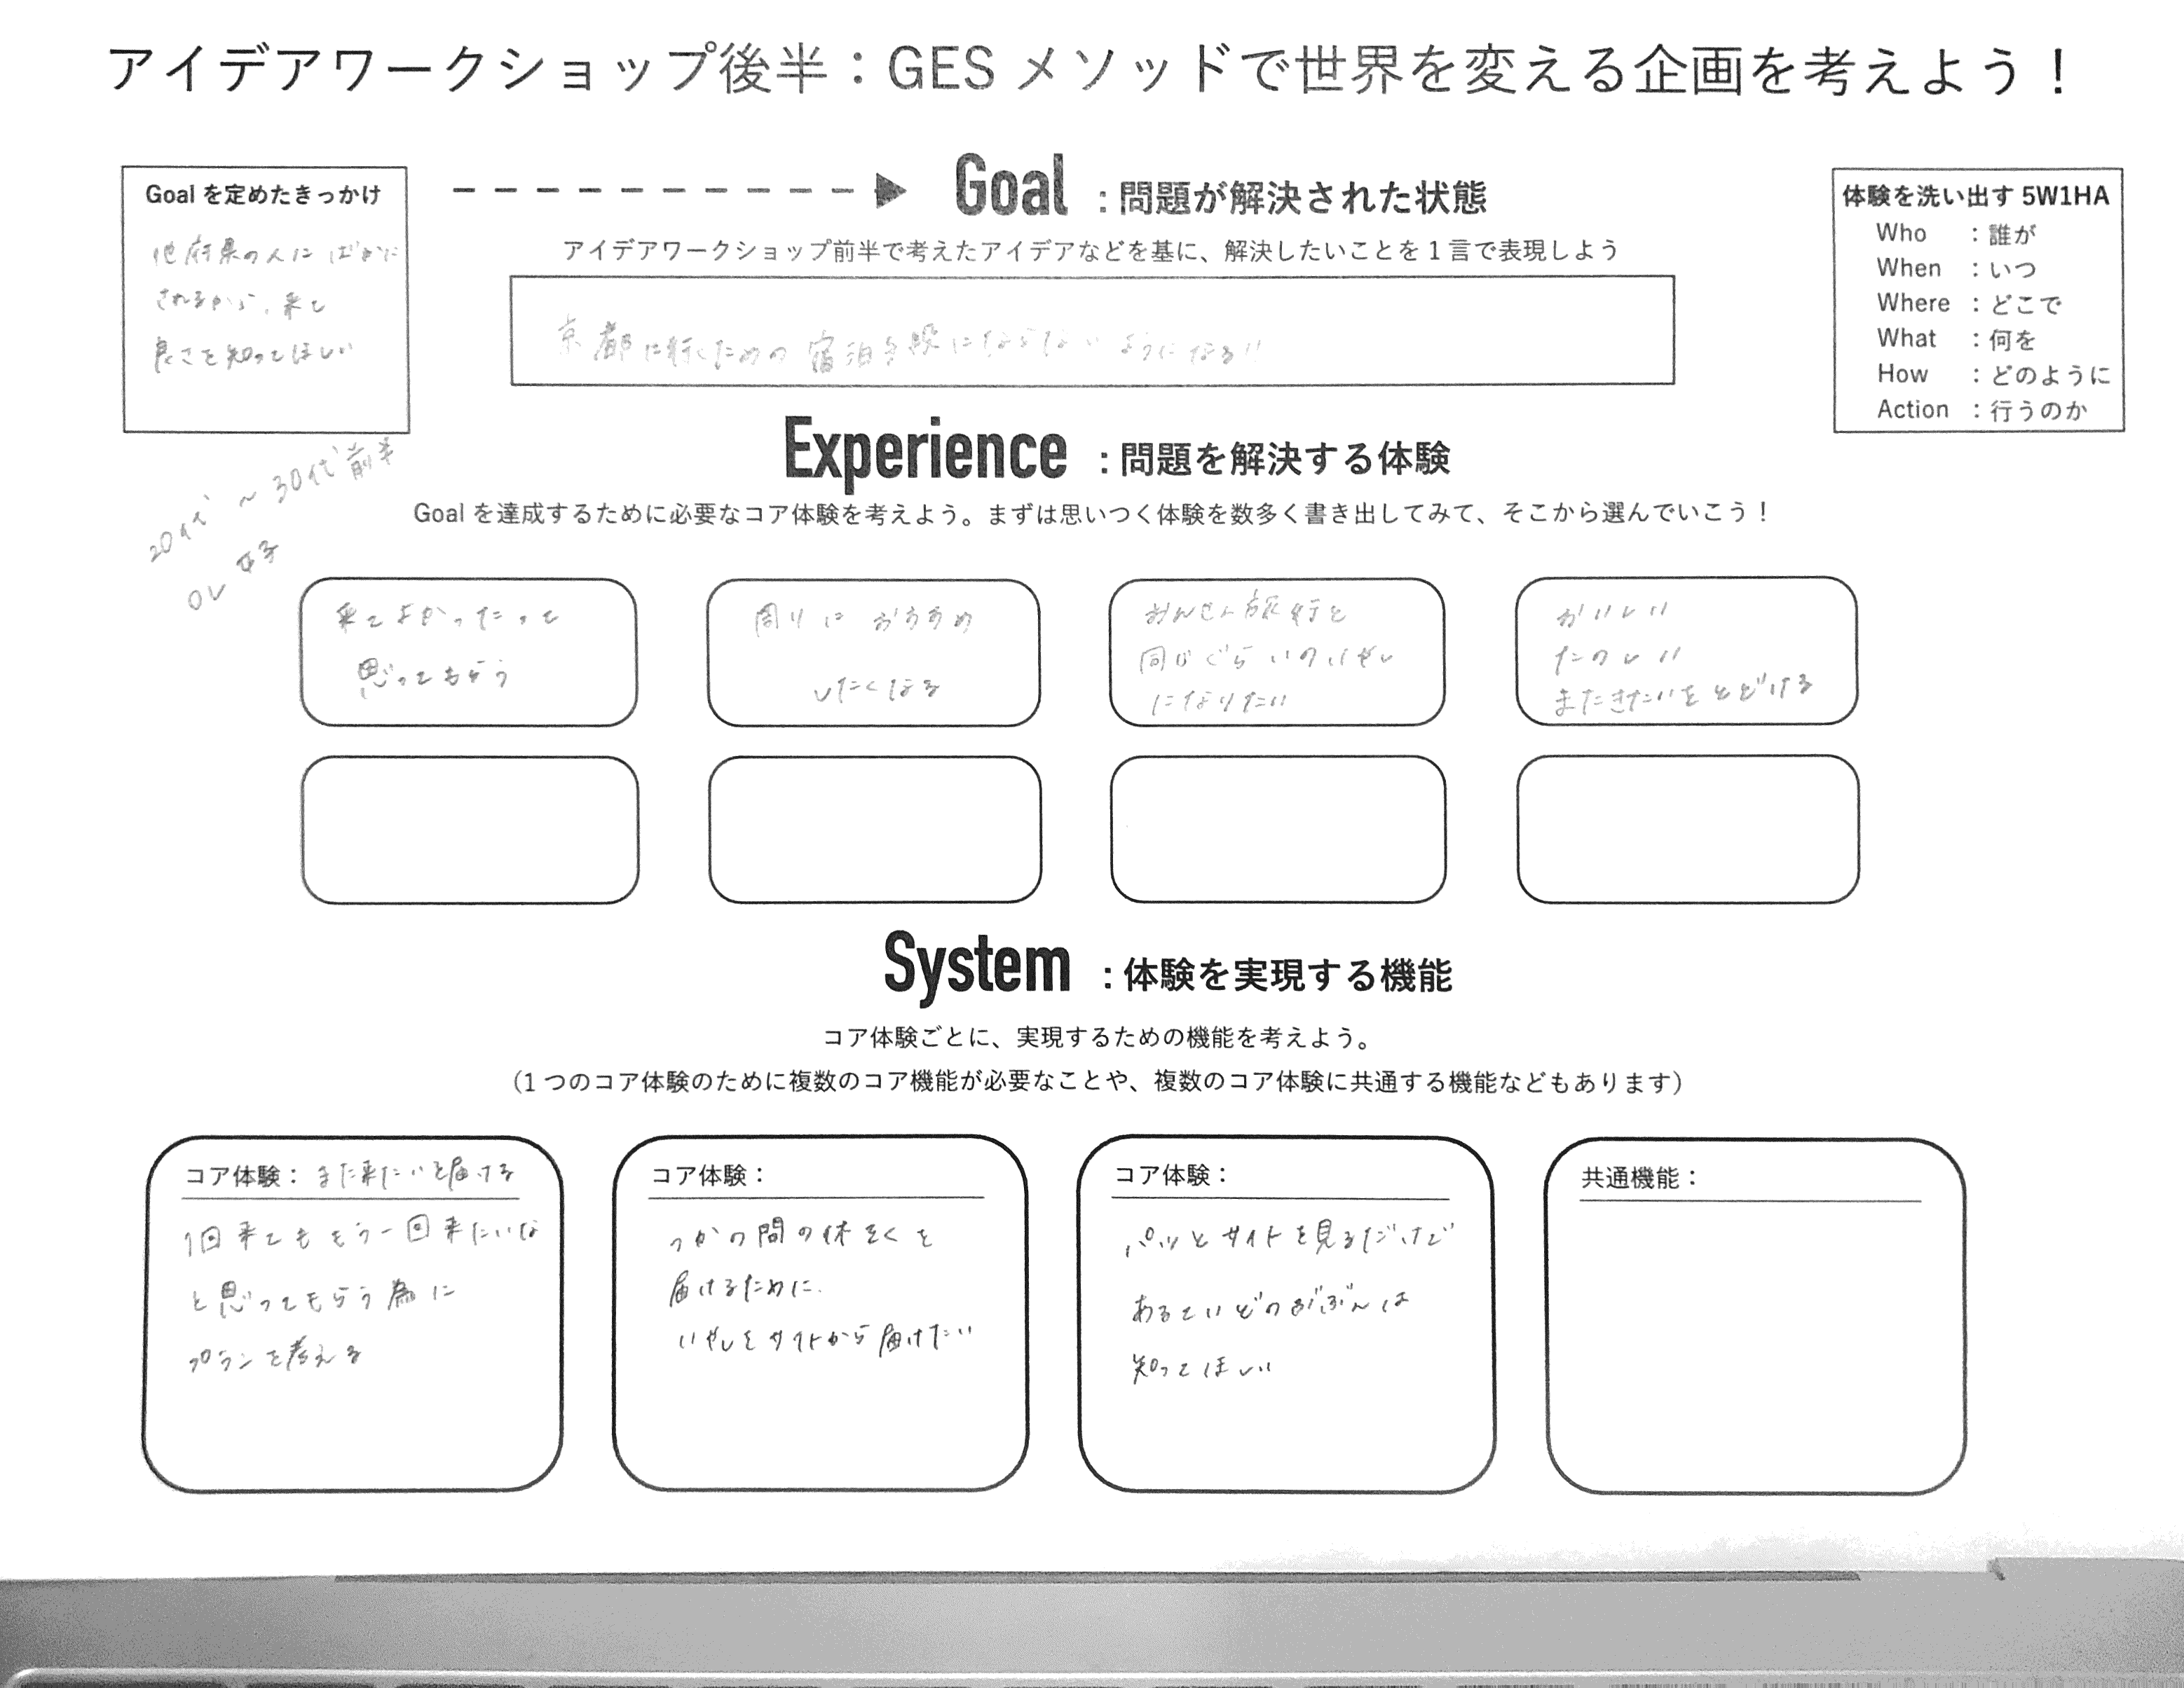 アイデアワークショップ後半：GES メソッドで世界を変える企画を考えよう！
Goal を定めたきっかけ
他府県の人に ばかに
されるから、来て
良さを知ってほしい
Goal ：問題が解決された状態
アイデアワークショップ前半で考えたアイデアなどを基に、解決したいことを1言で表現しよう
京都に行くための宿泊手段にならないようになる!!
体験を洗い出す 5W1HA
Who ：誰が
When ：いつ
Where ：どこで
What ：何を
How ：どのように
Action ：行うのか
20代 〜 30代前半
OL 女子
Experience ：問題を解決する体験
Goal を達成するために必要なコア体験を考えよう。まずは思いつく体験を数多く書き出してみて、そこから選んでいこう！
来てよかったって
思ってもらう
周りに おすすめ
したくなる
おんせん旅行と
同じぐらいのいやし
になりたい
おいしい
たのしい
またきたいをとどける
System ：体験を実現する機能
コア体験ごとに、実現するための機能を考えよう。
（1つのコア体験のために複数のコア機能が必要なことや、複数のコア体験に共通する機能などもあります）
コア体験： また来たいを届ける
1回来てももう一回来たいな
と思ってもらう為に
プランを考える
コア体験：
つかの間の休そくを
届けるために.
いやしをサイトから届けたい
コア体験：
パッとサイトを見るだけで
あるていどのぶぶんは
知ってほしい
共通機能：